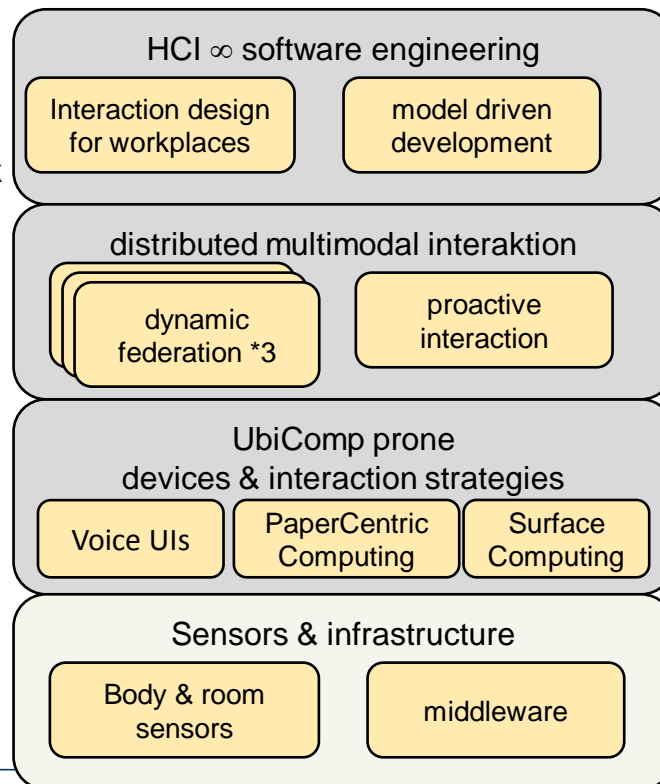 HCI ∞ software engineering
Interaction design
for workplaces
model driven
development
distributed multimodal interaktion
dynamic
federation *3
proactive
interaction
UbiComp prone
devices & interaction strategies
Voice UIs
PaperCentric
Computing
Surface
Computing
Sensors & infrastructure
Body & room
sensors
middleware